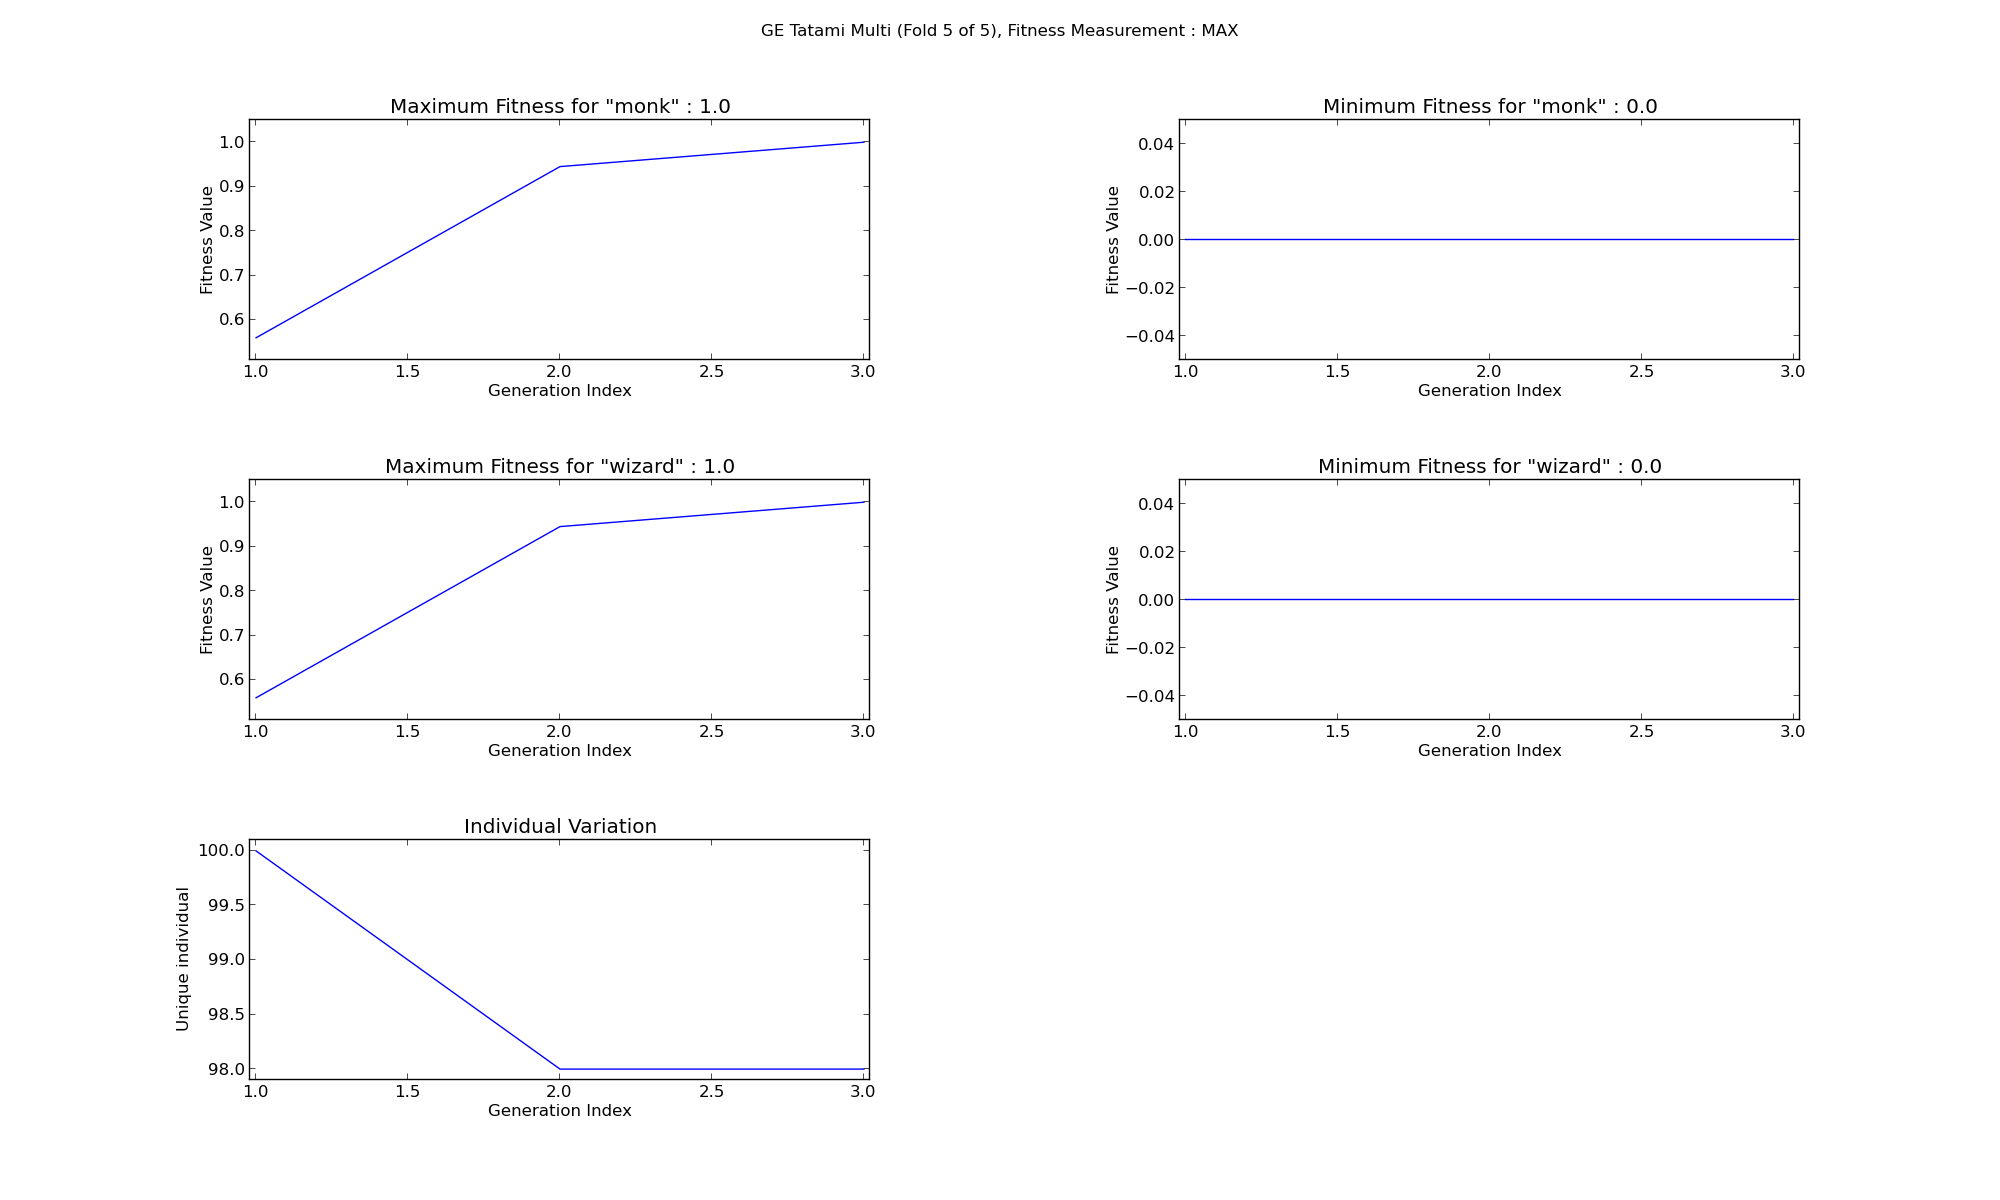 GE Tatami Multi (Fold 5 of 5), Fitness Measurement : MAX
Maximum Fitness for "monk" : 1.0
Fitness Value
1.0
0.9
0.8
0.7
0.6
1.0 1.5 2.0 2.5 3.0
Generation Index
Minimum Fitness for "monk" : 0.0
Fitness Value
0.04
0.02
0.00
−0.02
−0.04
1.0 1.5 2.0 2.5 3.0
Generation Index
Maximum Fitness for "wizard" : 1.0
Fitness Value
1.0
0.9
0.8
0.7
0.6
1.0 1.5 2.0 2.5 3.0
Generation Index
Minimum Fitness for "wizard" : 0.0
Fitness Value
0.04
0.02
0.00
−0.02
−0.04
1.0 1.5 2.0 2.5 3.0
Generation Index
Individual Variation
Unique individual
100.0
99.5
99.0
98.5
98.0
1.0 1.5 2.0 2.5 3.0
Generation Index